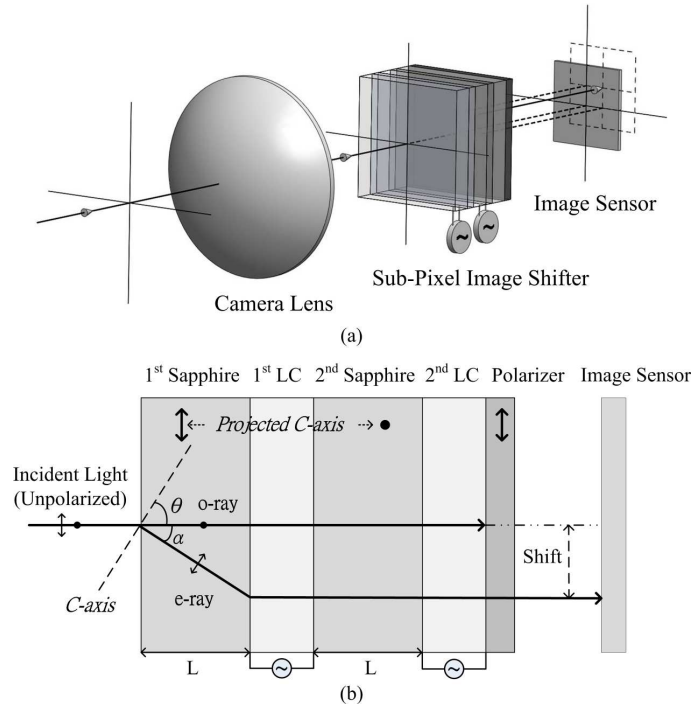 Camera Lens
Sub-Pixel Image Shifter
Image Sensor
~
~
(a)
1st Sapphire 1st LC 2nd Sapphire 2nd LC Polarizer Image Sensor
Projected C-axis
Incident Light
(Unpolarized)
θ
o-ray
α
Shift
C-axis
e-ray
L
~
L
~
(b)